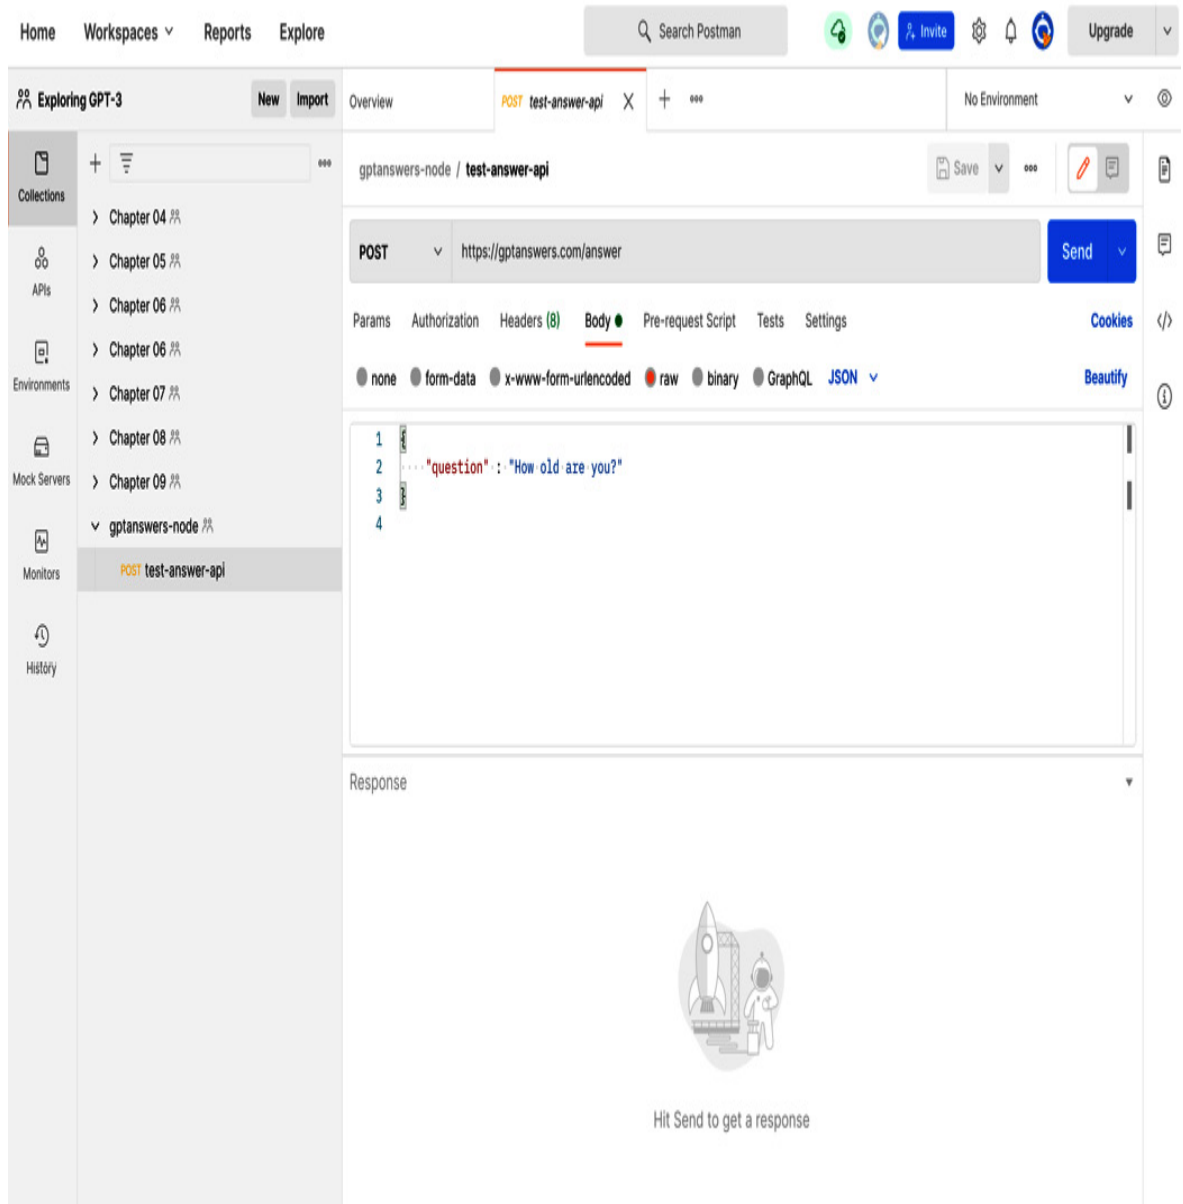 Home Workspaces Reports Explore Search Postman Invite Upgrade
Exploring GPT-3 New Import Overview POST test-answer-api No Environment
Collections
APIs
Environments
Mock Servers
Monitors
History
Chapter 04
Chapter 05
Chapter 06
Chapter 06
Chapter 07
Chapter 08
Chapter 09
gptanswers-node
POST test-answer-api
gptanswers-node / test-answer-api Save
POST https://gptanswers.com/answer Send
Params Authorization Headers (8) Body Pre-request Script Tests Settings Cookies
none form-data x-www-form-urlencoded raw binary GraphQL JSON Beautify
1 {
2 "question" : "How old are you?"
3 }
4
Response
Hit Send to get a response